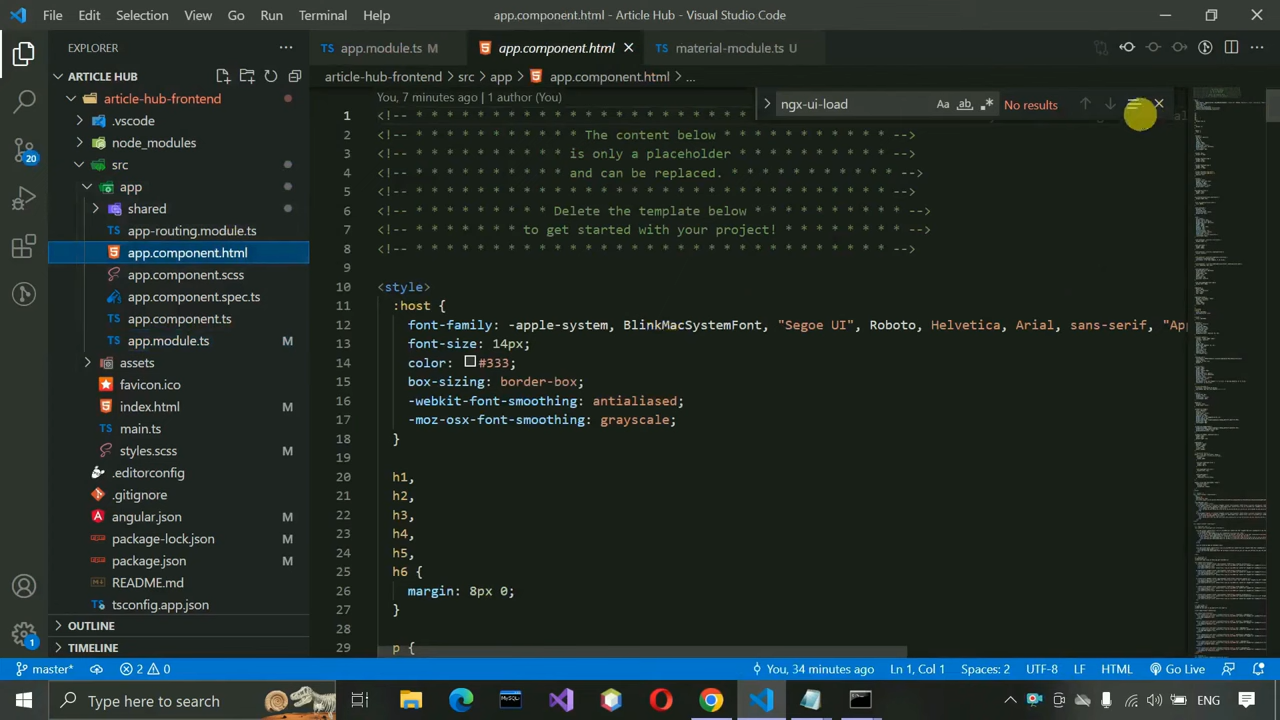 File Edit Selection View Go Run Terminal Help
app.component.html - Article Hub - Visual Studio Code
EXPLORER
ARTICLE HUB
article-hub-frontend
.vscode
node_modules
src
app
shared
app-routing.module.ts
app.component.html
app.component.scss
app.component.spec.ts
app.component.ts
app.module.ts M
assets
favicon.ico
index.html M
main.ts
styles.scss M
.editorconfig
.gitignore
angular.json M
package-lock.json M
package.json M
README.md
tsconfig.app.json
OUTLINE
TIMELINE
20
1
app.module.ts M
app.component.html
material-module.ts U
article-hub-frontend > src > app > app.component.html > ...
ngx-ui-load
Aa ab
No results
You, 7 minutes ago | 1 author (You)
1 <!-- * * * * * * * * * * * * * * * * * * * *
2 <!-- * * * * * * * * * * * The content below * * * * * * * * * * * -->
3 <!-- * * * * * * * * * * is only a placeholder * * * * * * * * * * -->
4 <!-- * * * * * * * * * * and can be replaced. * * * * * * * * * * * -->
5 <!-- * * * * * * * * * * * * * * * * * * * * * * * * * * * * * * * * -->
6 <!-- * * * * * * * * * Delete the template below * * * * * * * * * * -->
7 <!-- * * * * * * * to get started with your project! * * * * * * * * -->
8 <!-- * * * * * * * * * * * * * * * * * * * * * * * * * * * * * * * * -->
9
10 <style>
11 :host {
12 font-family: -apple-system, BlinkMacSystemFont, "Segoe UI", Roboto, Helvetica, Arial, sans-serif, "Ap
13 font-size: 14px;
14 color: #333;
15 box-sizing: border-box;
16 -webkit-font-smoothing: antialiased;
17 -moz-osx-font-smoothing: grayscale;
18 }
19
20 h1,
21 h2,
22 h3,
23 h4,
24 h5,
25 h6 {
26 margin: 8px 0;
27 }
28
29 p {
master* 2 0
You, 7 minutes ago Ln 1, Col 1 Spaces: 2 UTF-8 LF HTML Go Live
Type here to search
MySQL
ENG